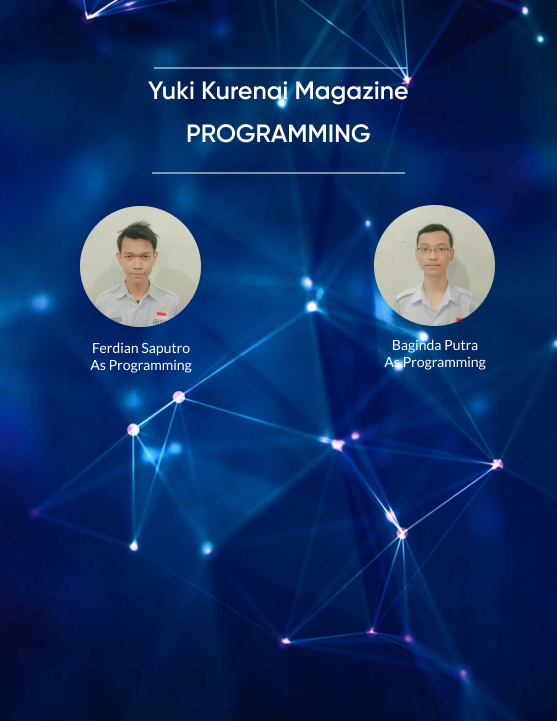 Yuki Kurenai Magazine
PROGRAMMING
Ferdian Saputro
As Programming
Baginda Putra
As Programming